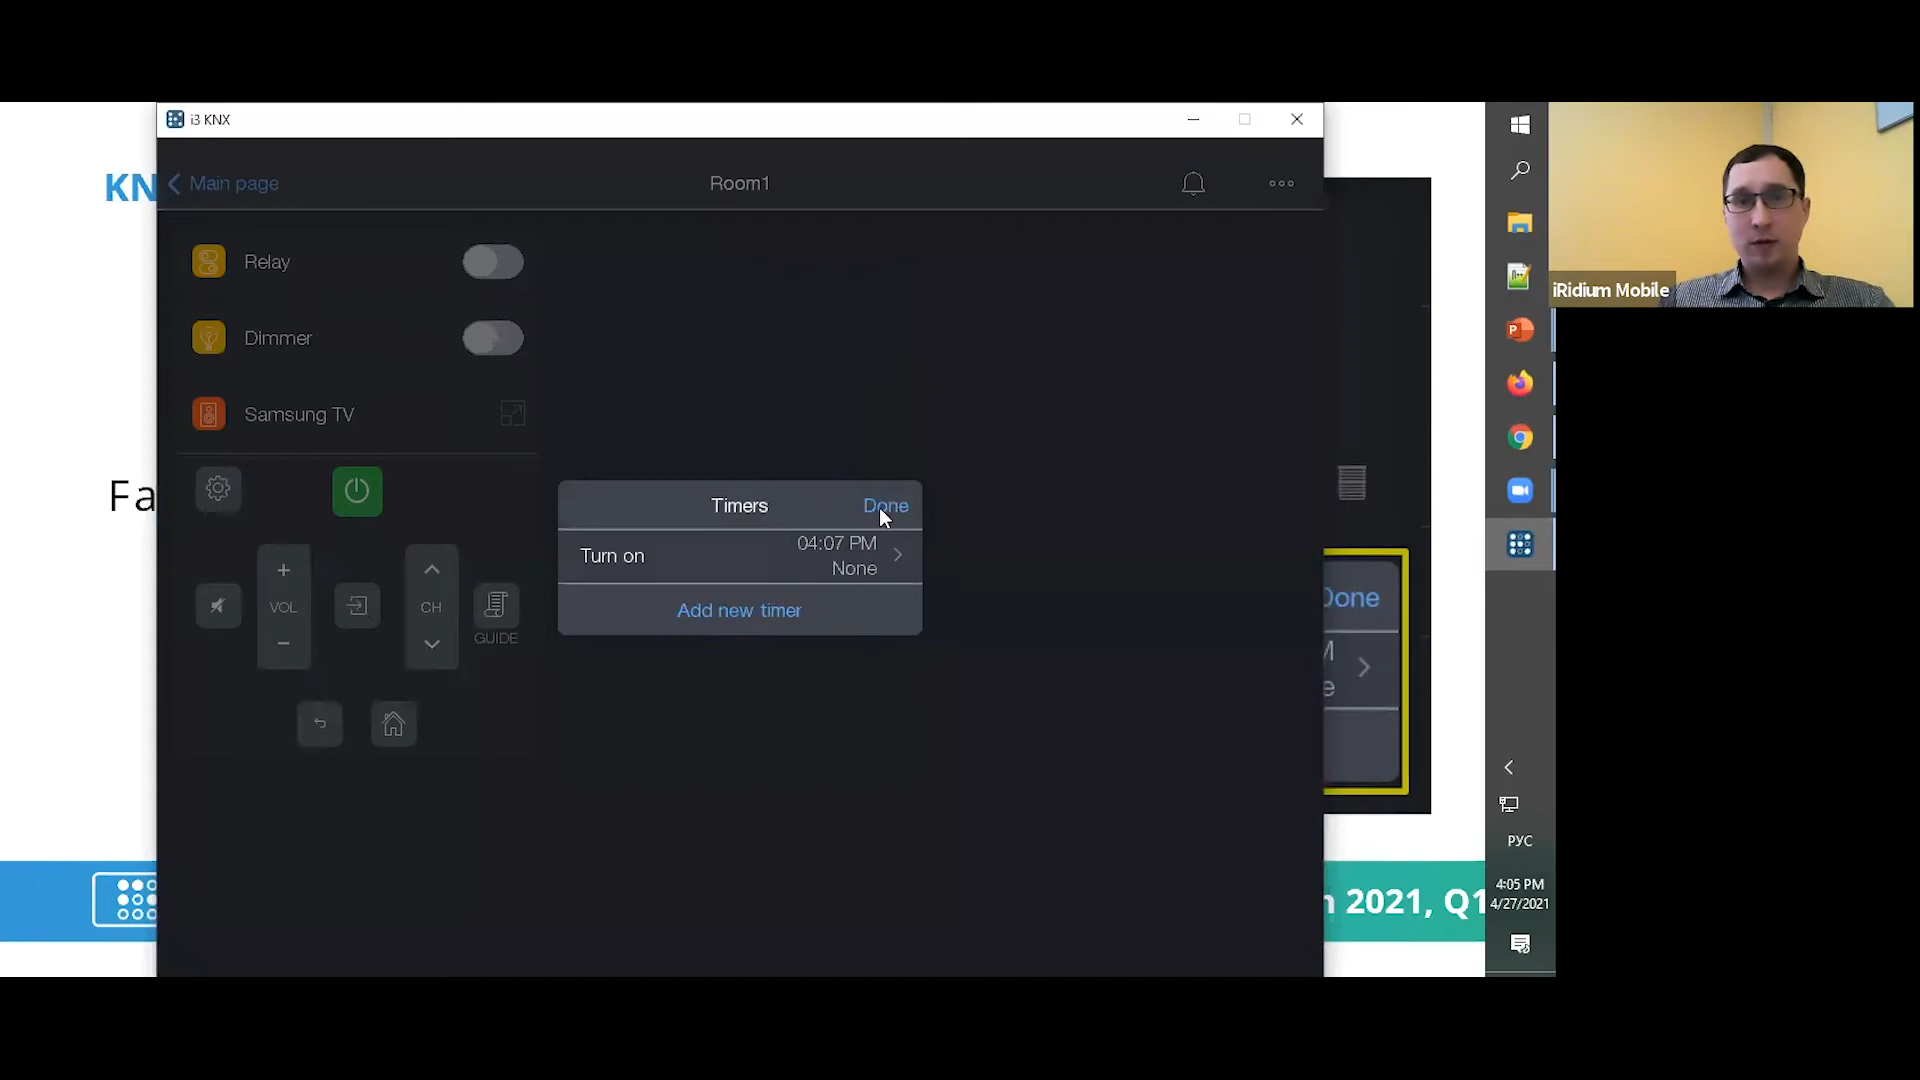 i3 KNX
KN
Main page
Room1
Relay
Dimmer
Samsung TV
Fa
Timers
Done
Turn on
04:07 PM
None
Add new timer
VOL
CH
GUIDE
Done
n 2021, Q1
iRidium Mobile
РУС
4:05 PM
4/27/2021